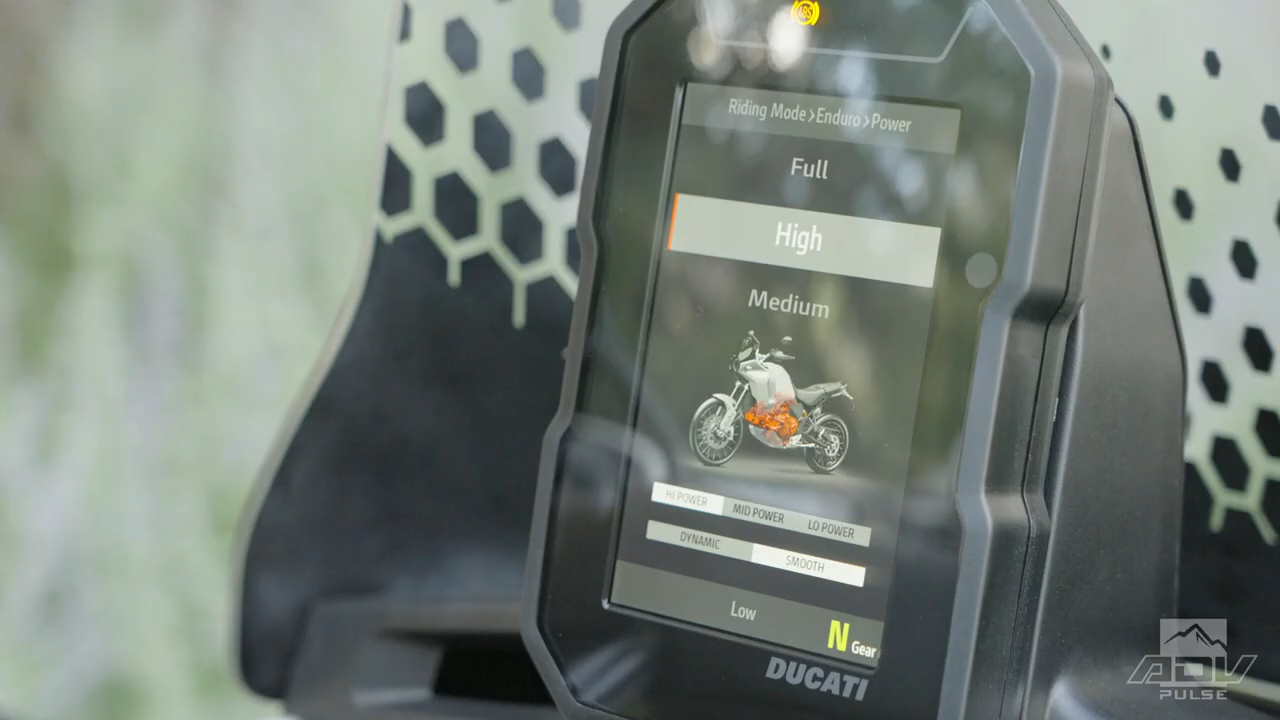 ABS
Riding Mode>Enduro>Power
Full
High
Medium
HI POWER MID POWER LO POWER
DYNAMIC SMOOTH
Low
N Gear
DUCATI
ADV
PULSE